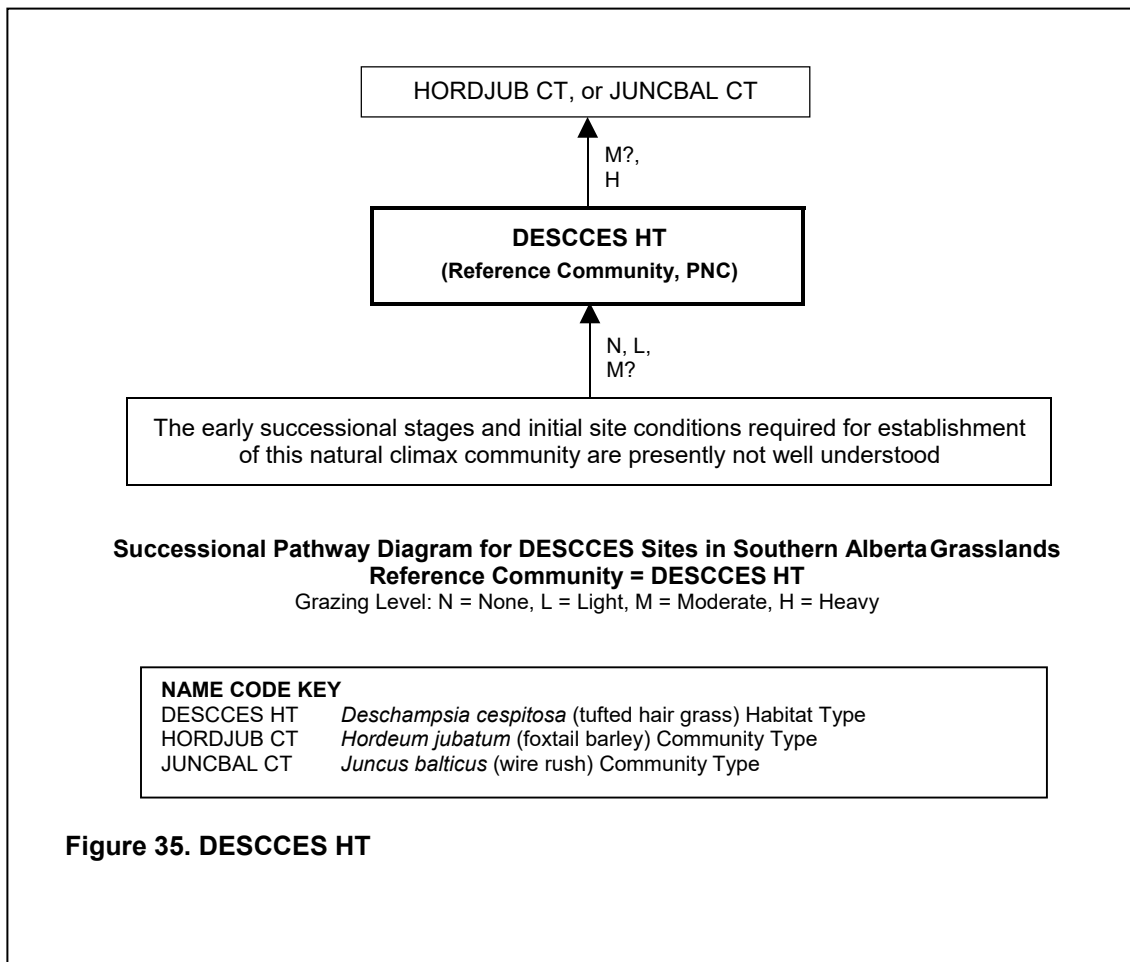 HORDJUB CT, or JUNCBAL CT
M?,
H
DESCCES HT
(Reference Community, PNC)
N, L,
M?
The early successional stages and initial site conditions required for establishment
of this natural climax community are presently not well understood
Successional Pathway Diagram for DESCCES Sites in Southern Alberta Grasslands
Reference Community = DESCCES HT
Grazing Level: N = None, L = Light, M = Moderate, H = Heavy
NAME CODE KEY
DESCCES HT Deschampsia cespitosa (tufted hair grass) Habitat Type
HORDJUB CT Hordeum jubatum (foxtail barley) Community Type
JUNCBAL CT Juncus balticus (wire rush) Community Type
Figure 35. DESCCES HT